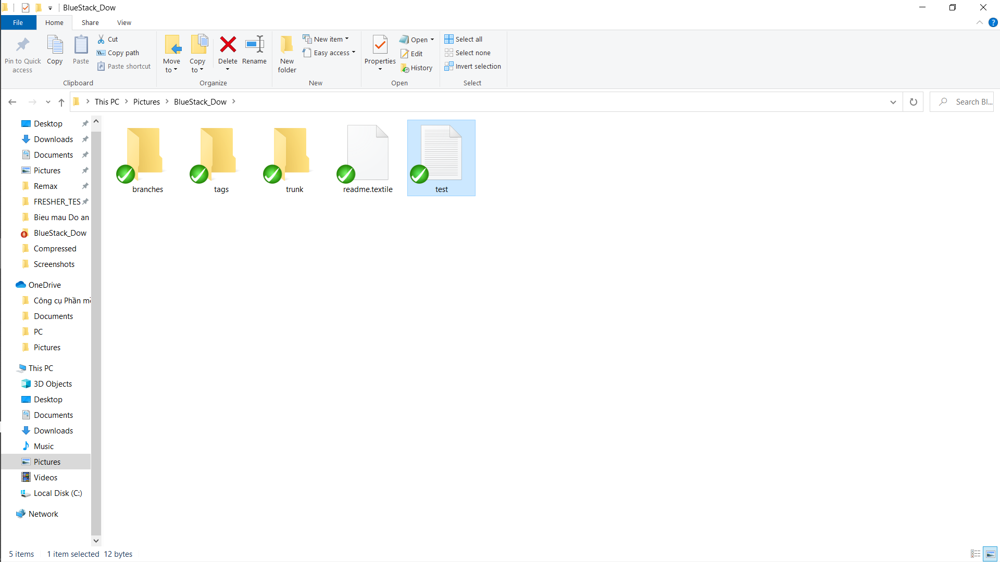 BlueStack_Dow
File
Home
Share
View
Pin to Quick access
Copy
Paste
Cut
Copy path
Paste shortcut
Clipboard
Move to
Copy to
Delete
Rename
Organize
New folder
New item
Easy access
New
Properties
Open
Edit
History
Open
Select all
Select none
Invert selection
Select
This PC
Pictures
BlueStack_Dow
Search Bl...
Desktop
Downloads
Documents
Pictures
Remax
FRESHER_TES
Bieu mau Do an
BlueStack_Dow
Compressed
Screenshots
OneDrive
Công cụ Phần
Documents
PC
Pictures
This PC
3D Objects
Desktop
Documents
Downloads
Music
Pictures
Videos
Local Disk (C:)
Network
branches
tags
trunk
readme.textile
test
5 items
1 item selected
12 bytes